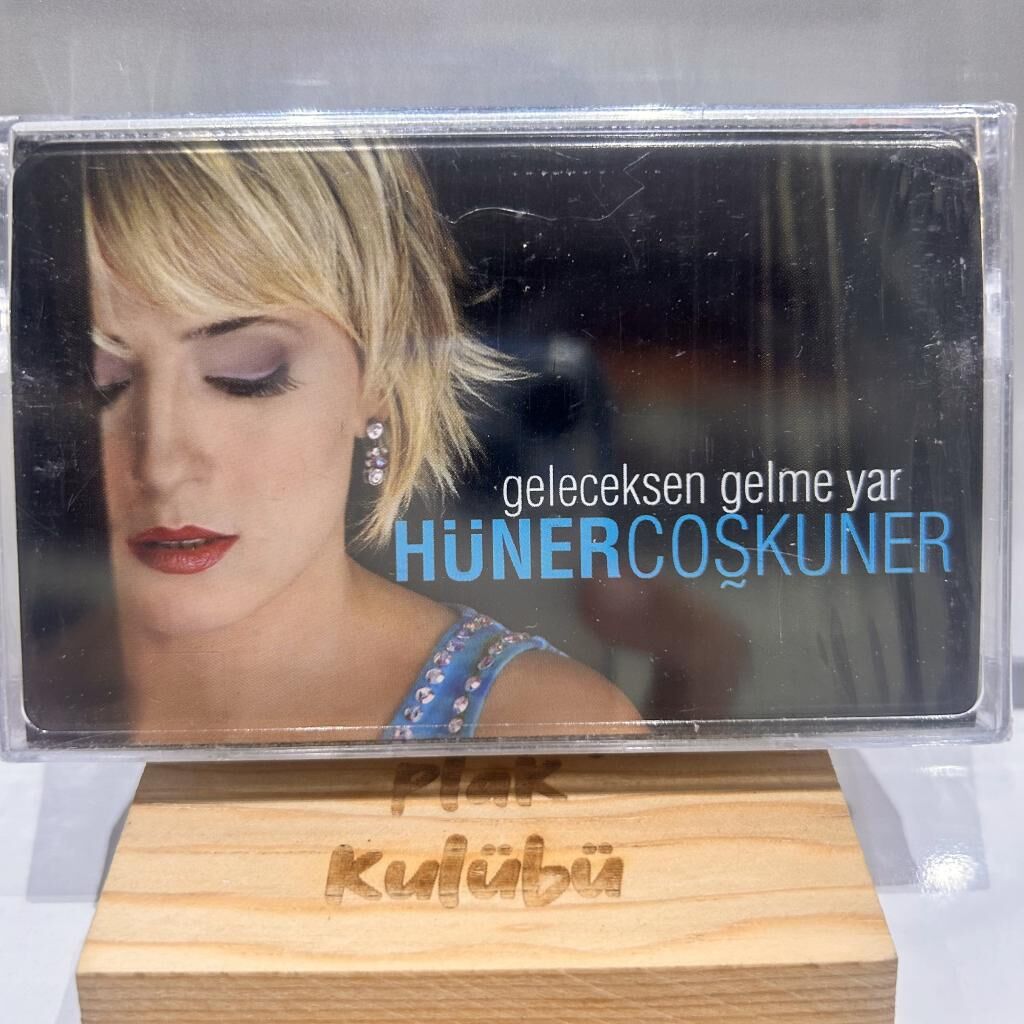 geleceksen gelme yar
HüNERCOŞKUNER
Plak
Kulübü